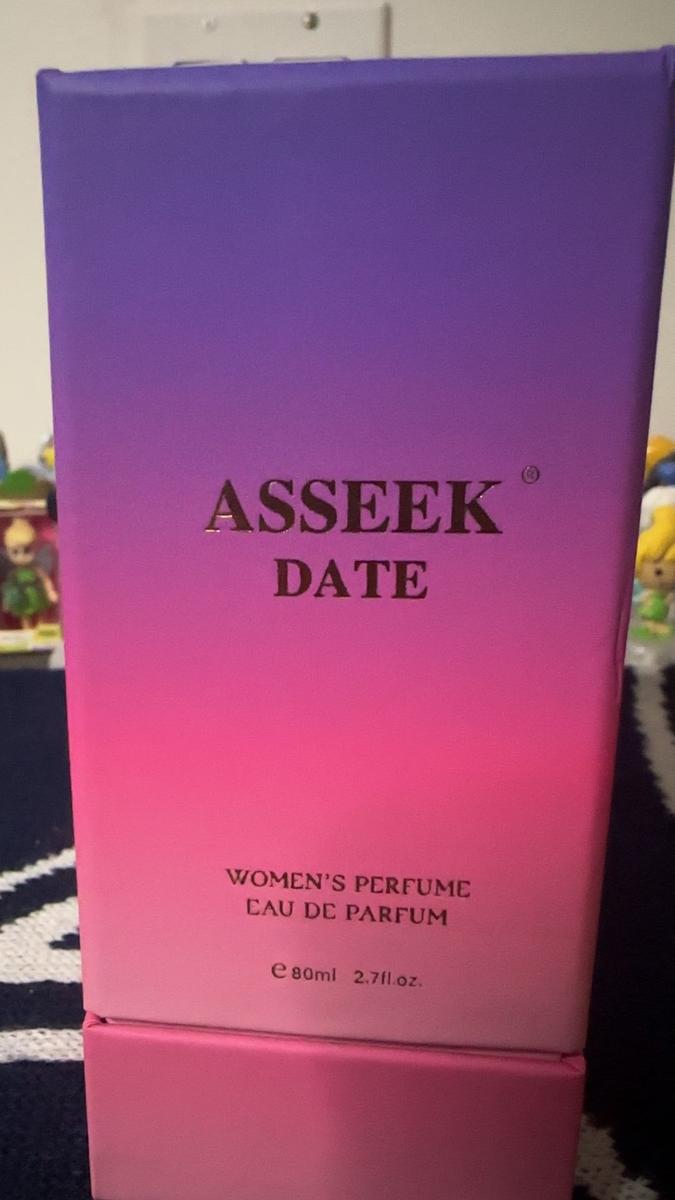 ASSEEK ®
DATE
WOMEN'S PERFUME
EAU DE PARFUM
e 80ml 2.7fl.oz.